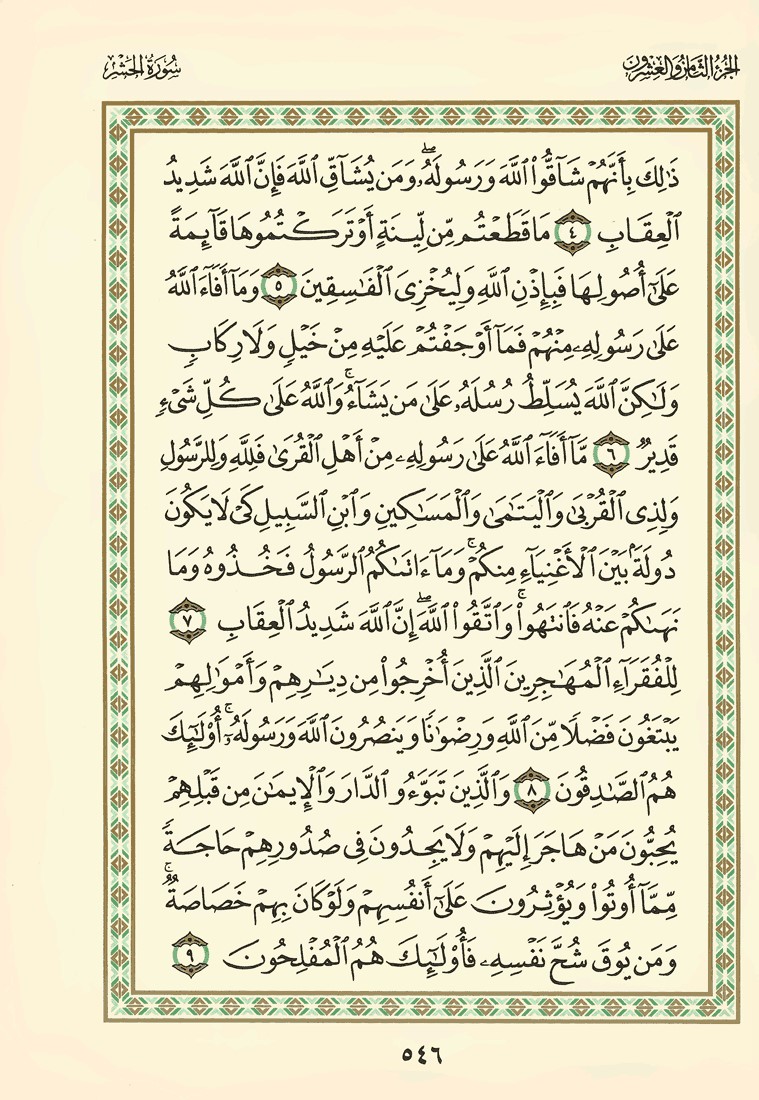 الجزء الثامن والعشرون
سورة الحشر
ذَٰلِكَ بِأَنَّهُمْ شَآقُّوا۟ ٱللَّهَ وَرَسُولَهُۥ ۖ وَمَن يُشَآقِّ ٱللَّهَ فَإِنَّ ٱللَّهَ شَدِيدُ
ٱلْعِقَابِ ٤ مَا قَطَعْتُم مِّن لِّينَةٍ أَوْ تَرَكْتُمُوهَا قَآئِمَةً
عَلَىٰٓ أُصُولِهَا فَبِإِذْنِ ٱللَّهِ وَلِيُخْزِىَ ٱلْفَـٰسِقِينَ ٥ وَمَآ أَفَآءَ ٱللَّهُ
عَلَىٰ رَسُولِهِۦ مِنْهُمْ فَمَآ أَوْجَفْتُمْ عَلَيْهِ مِنْ خَيْلٍ وَلَا رِكَابٍ
وَلَـٰكِنَّ ٱللَّهَ يُسَلِّطُ رُسُلَهُۥ عَلَىٰ مَن يَشَآءُ ۚ وَٱللَّهُ عَلَىٰ كُلِّ شَىْءٍ
قَدِيرٌ ٦ مَّآ أَفَآءَ ٱللَّهُ عَلَىٰ رَسُولِهِۦ مِنْ أَهْلِ ٱلْقُرَىٰ فَلِلَّهِ وَلِلرَّسُولِ
وَلِذِى ٱلْقُرْبَىٰ وَٱلْيَتَـٰمَىٰ وَٱلْمَسَـٰكِينِ وَٱبْنِ ٱلسَّبِيلِ كَىْ لَا يَكُونَ
دُولَةًۢ بَيْنَ ٱلْأَغْنِيَآءِ مِنكُمْ ۚ وَمَآ ءَاتَىٰكُمُ ٱلرَّسُولُ فَخُذُوهُ وَمَا
نَهَىٰكُمْ عَنْهُ فَٱنتَهُوا۟ ۚ وَٱتَّقُوا۟ ٱللَّهَ ۖ إِنَّ ٱللَّهَ شَدِيدُ ٱلْعِقَابِ ٧
لِلْفُقَرَآءِ ٱلْمُهَـٰجِرِينَ ٱلَّذِينَ أُخْرِجُوا۟ مِن دِيَـٰرِهِمْ وَأَمْوَٰلِهِمْ
يَبْتَغُونَ فَضْلًا مِّنَ ٱللَّهِ وَرِضْوَٰنًا وَيَنصُرُونَ ٱللَّهَ وَرَسُولَهُۥٓ ۚ أُو۟لَـٰٓئِكَ
هُمُ ٱلصَّـٰدِقُونَ ٨ وَٱلَّذِينَ تَبَوَّءُو ٱلدَّارَ وَٱلْإِيمَـٰنَ مِن قَبْلِهِمْ
يُحِبُّونَ مَنْ هَاجَرَ إِلَيْهِمْ وَلَا يَجِدُونَ فِى صُدُورِهِمْ حَاجَةً
مِّمَّآ أُوتُوا۟ وَيُؤْثِرُونَ عَلَىٰٓ أَنفُسِهِمْ وَلَوْ كَانَ بِهِمْ خَصَاصَةٌ ۚ
وَمَن يُوقَ شُحَّ نَفْسِهِۦ فَأُو۟لَـٰٓئِكَ هُمُ ٱلْمُفْلِحُونَ ٩
٥٤٦